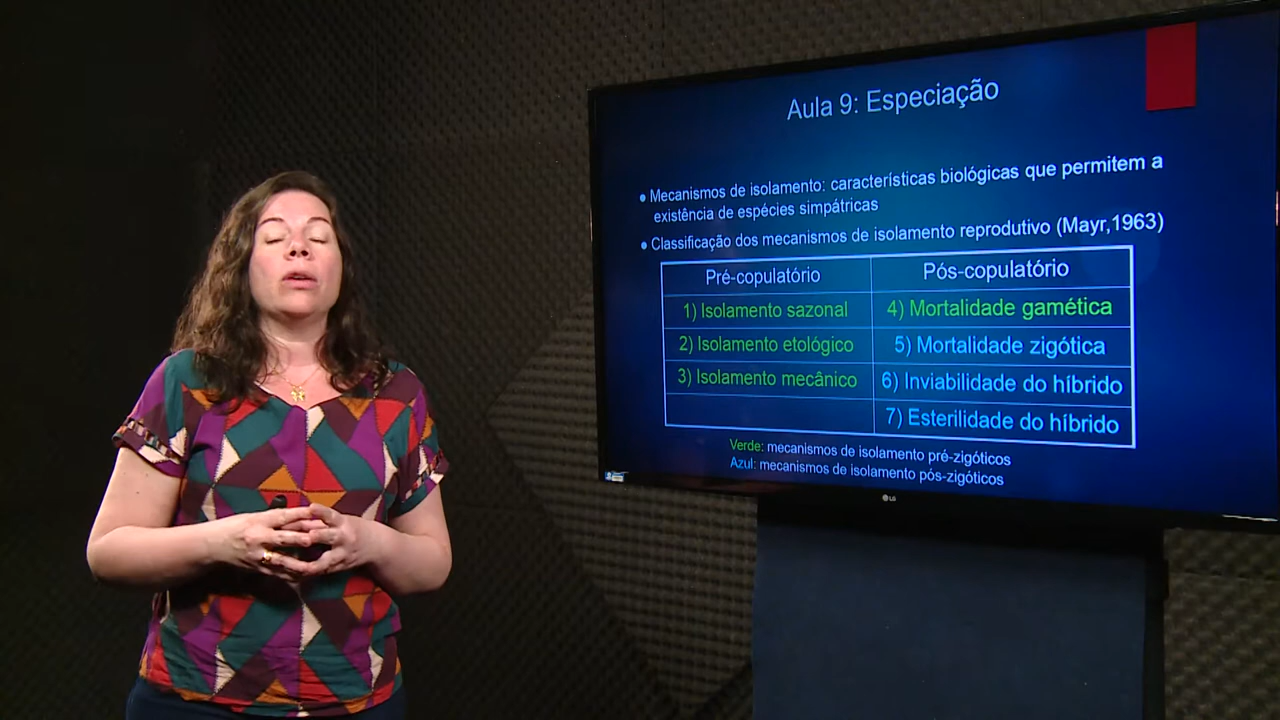 Aula 9: Especiação
● Mecanismos de isolamento: características biológicas que permitem a
existência de espécies simpátricas
● Classificação dos mecanismos de isolamento reprodutivo (Mayr,1963)
Pré-copulatório Pós-copulatório
1) Isolamento sazonal 4) Mortalidade gamética
2) Isolamento etológico 5) Mortalidade zigótica
3) Isolamento mecânico 6) Inviabilidade do híbrido
7) Esterilidade do híbrido
Verde: mecanismos de isolamento pré-zigóticos
Azul: mecanismos de isolamento pós-zigóticos
LG